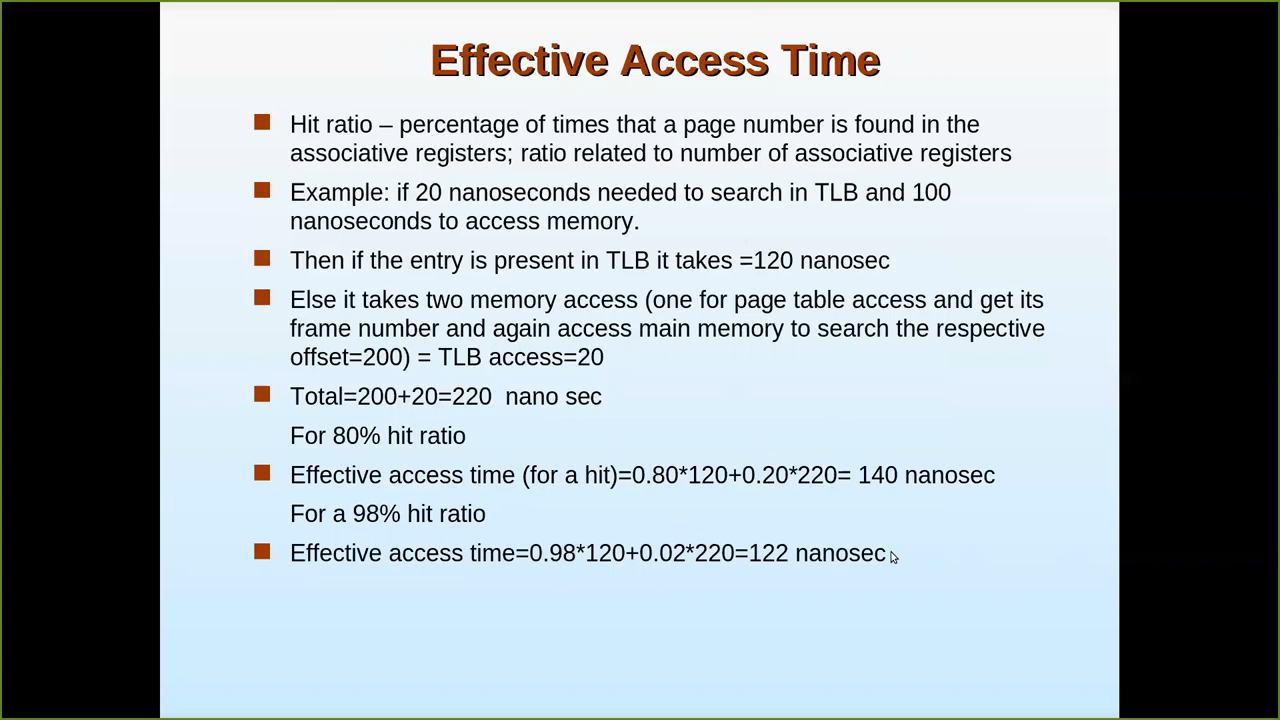 Effective Access Time
Hit ratio – percentage of times that a page number is found in the
associative registers; ratio related to number of associative registers
Example: if 20 nanoseconds needed to search in TLB and 100
nanoseconds to access memory.
Then if the entry is present in TLB it takes =120 nanosec
Else it takes two memory access (one for page table access and get its
frame number and again access main memory to search the respective
offset=200) = TLB access=20
Total=200+20=220  nano sec
For 80% hit ratio
Effective access time (for a hit)=0.80*120+0.20*220= 140 nanosec
For a 98% hit ratio
Effective access time=0.98*120+0.02*220=122 nanosec